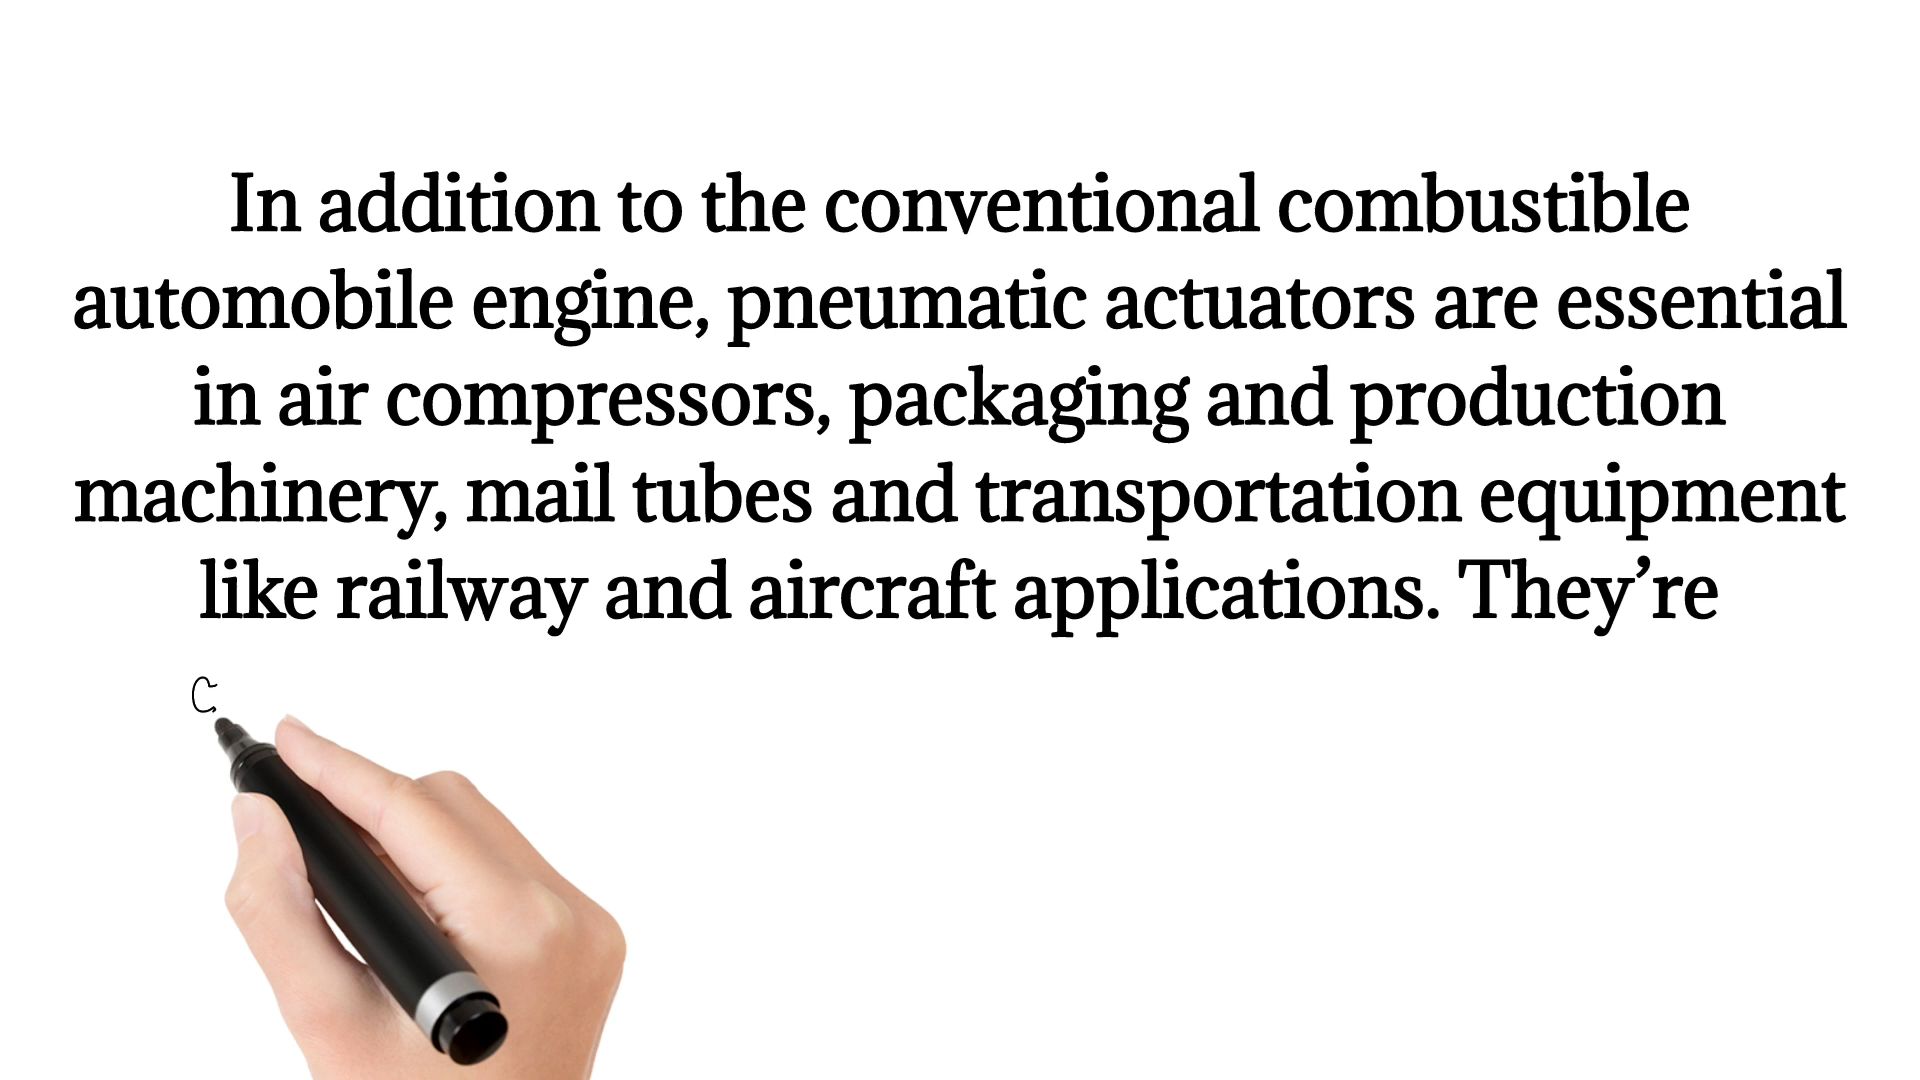 In addition to the conventional combustible
automobile engine, pneumatic actuators are essential
in air compressors, packaging and production
machinery, mail tubes and transportation equipment
like railway and aircraft applications. They’re
c